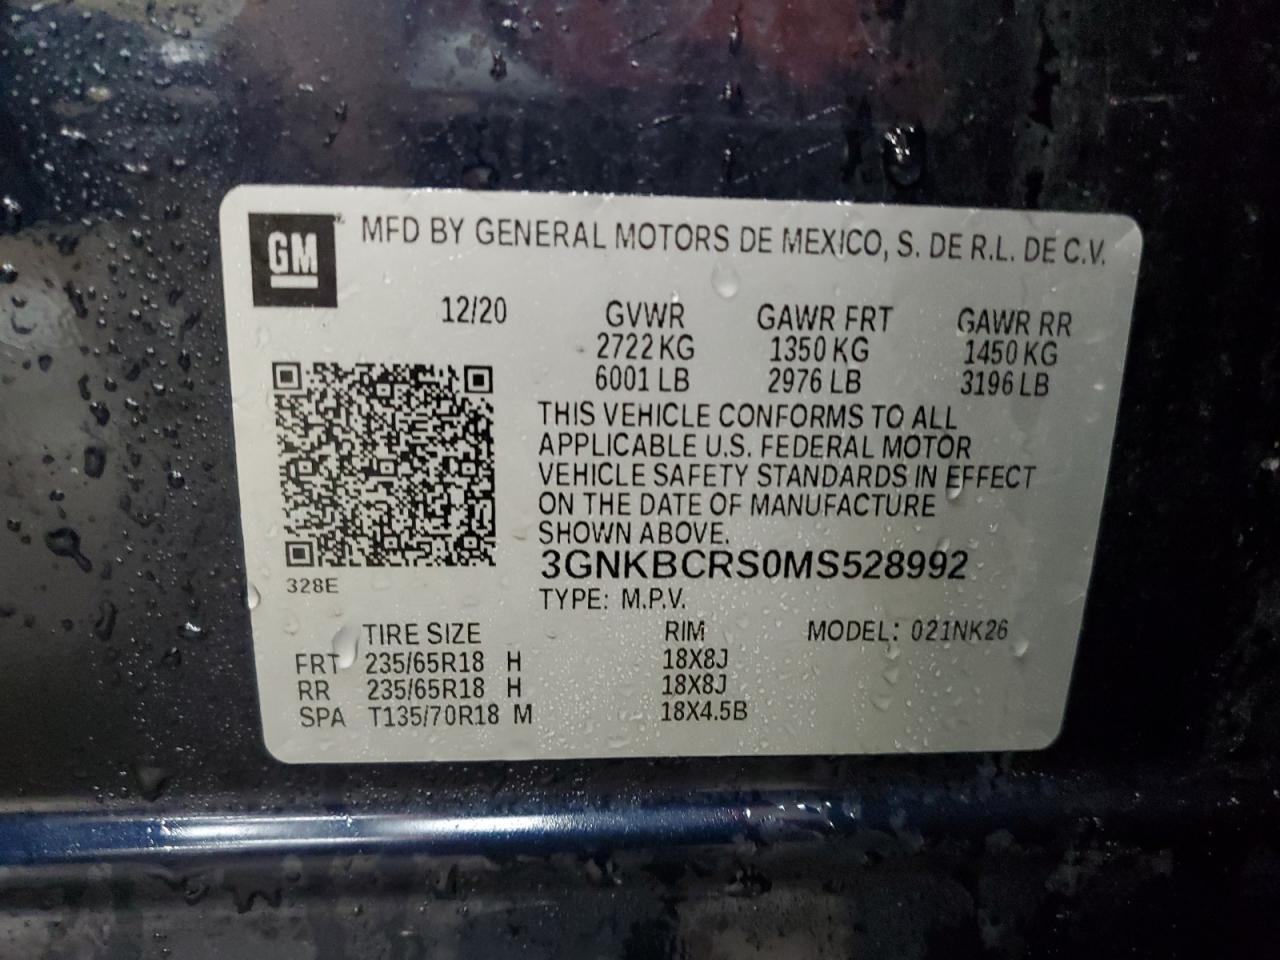 GM
MFD BY GENERAL MOTORS DE MEXICO, S. DE R.L. DE C.V.
12/20 GVWR GAWR FRT GAWR RR
2722 KG 1350 KG 1450 KG
6001 LB 2976 LB 3196 LB
THIS VEHICLE CONFORMS TO ALL
APPLICABLE U.S. FEDERAL MOTOR
VEHICLE SAFETY STANDARDS IN EFFECT
ON THE DATE OF MANUFACTURE
SHOWN ABOVE.
3GNKBCRS0MS528992
328E
TYPE: M.P.V.
TIRE SIZE RIM MODEL: 021NK26
FRT 235/65R18 H 18X8J
RR 235/65R18 H 18X8J
SPA T135/70R18 M 18X4.5B